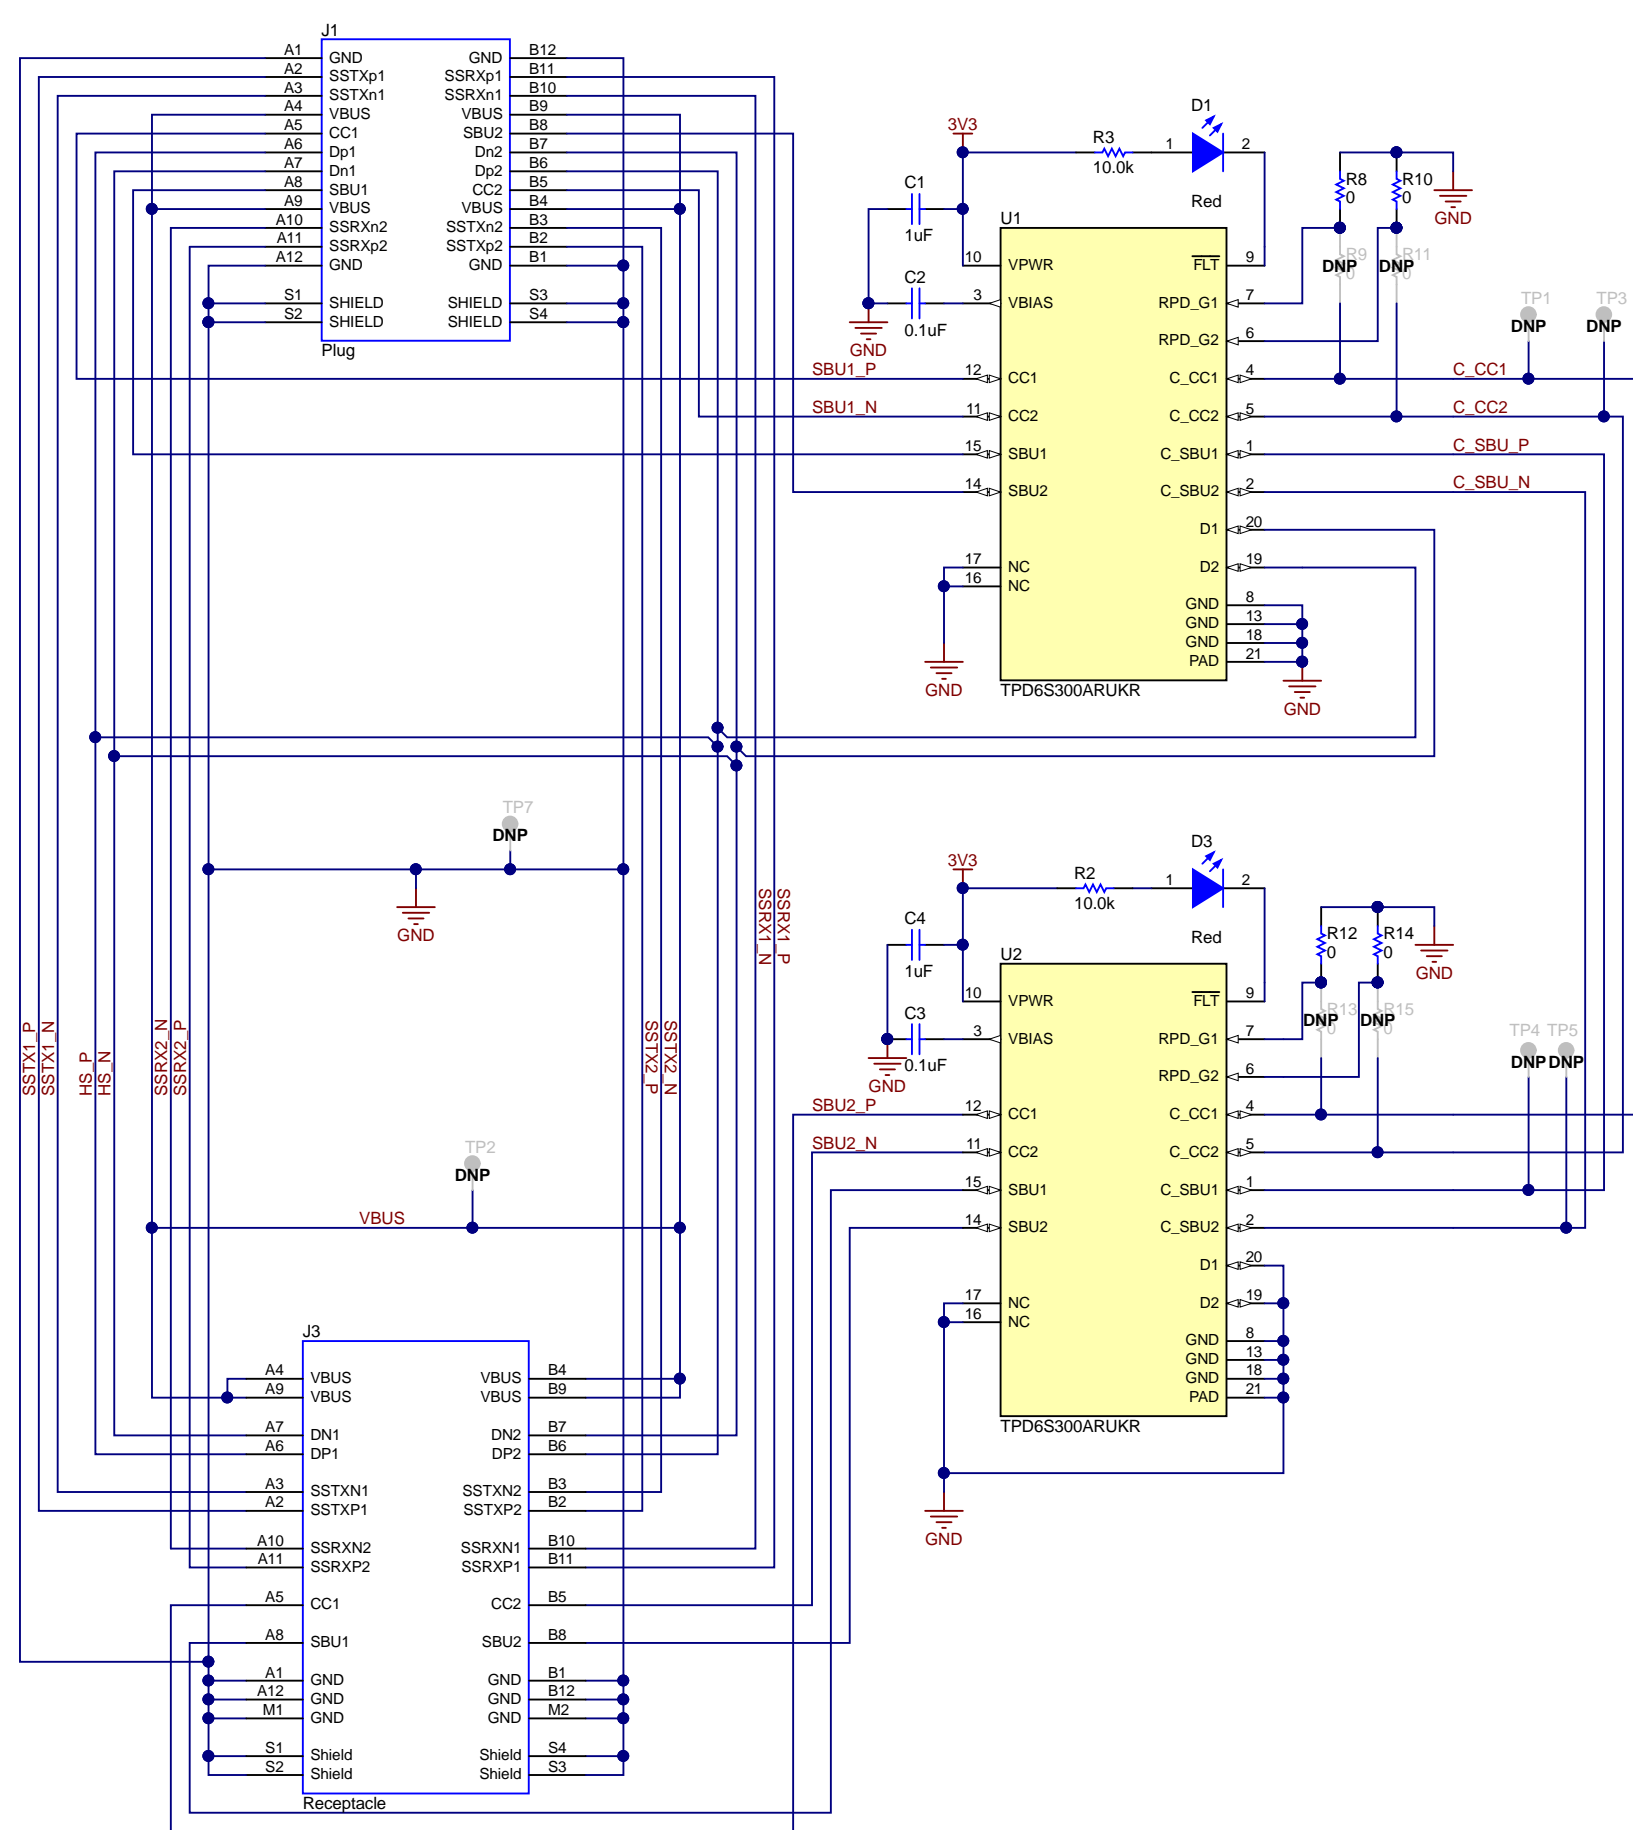 J1
A1 GND GND B12
A2 SSTXp1 SSRXp1 B11
A3 SSTXn1 SSRXn1 B10
A4 VBUS VBUS B9
A5 CC1 SBU2 B8
A6 Dp1 Dn2 B7
A7 Dn1 Dp2 B6
A8 SBU1 CC2 B5
A9 VBUS VBUS B4
A10 SSRXn2 SSTXn2 B3
A11 SSRXp2 SSTXp2 B2
A12 GND GND B1
S1 SHIELD SHIELD S3
S2 SHIELD SHIELD S4
Plug
3V3
R3
10.0k
1
D1
2
Red
C1
1uF
C2
0.1uF
GND
R8
0
R10
0
GND
R9
DNP
0
R11
DNP
0
TP1
DNP
TP3
DNP
U1
10 VPWR FLT 9
3 VBIAS RPD_G1 7
RPD_G2 6
SBU1_P 12 CC1 C_CC1 4 C_CC1
SBU1_N 11 CC2 C_CC2 5 C_CC2
15 SBU1 C_SBU1 1 C_SBU_P
14 SBU2 C_SBU2 2 C_SBU_N
D1 20
17 NC D2 19
16 NC
GND 8
GND 13
GND 18
PAD 21
TPD6S300ARUKR
GND
GND
TP7
DNP
GND
SSTX1_P
SSTX1_N
HS_P
HS_N
SSRX2_N
SSRX2_P
SSTX2_P
SSTX2_N
SSRX1_N
SSRX1_P
TP2
DNP
VBUS
3V3
R2
10.0k
1
D3
2
Red
C4
1uF
C3
0.1uF
GND
R12
0
R14
0
GND
R13
DNP
0
R15
DNP
0
TP4
DNP
TP5
DNP
U2
10 VPWR FLT 9
3 VBIAS RPD_G1 7
RPD_G2 6
SBU2_P 12 CC1 C_CC1 4
SBU2_N 11 CC2 C_CC2 5
15 SBU1 C_SBU1 1
14 SBU2 C_SBU2 2
D1 20
17 NC D2 19
16 NC
GND 8
GND 13
GND 18
PAD 21
TPD6S300ARUKR
GND
J3
A4 VBUS VBUS B4
A9 VBUS VBUS B9
A7 DN1 DN2 B7
A6 DP1 DP2 B6
A3 SSTXN1 SSTXN2 B3
A2 SSTXP1 SSTXP2 B2
A10 SSRXN2 SSRXN1 B10
A11 SSRXP2 SSRXP1 B11
A5 CC1 CC2 B5
A8 SBU1 SBU2 B8
A1 GND GND B1
A12 GND GND B12
M1 GND GND M2
S1 Shield Shield S4
S2 Shield Shield S3
Receptacle